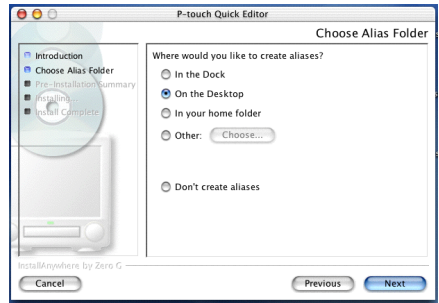 P-touch Quick Editor
Choose Alias Folder
Introduction
Choose Alias Folder
Pre-Installation Summary
Installing...
Install Complete
Where would you like to create aliases?
In the Dock
On the Desktop
In your home folder
Other: Choose...
Don't create aliases
InstallAnywhere by Zero G
Cancel Previous Next